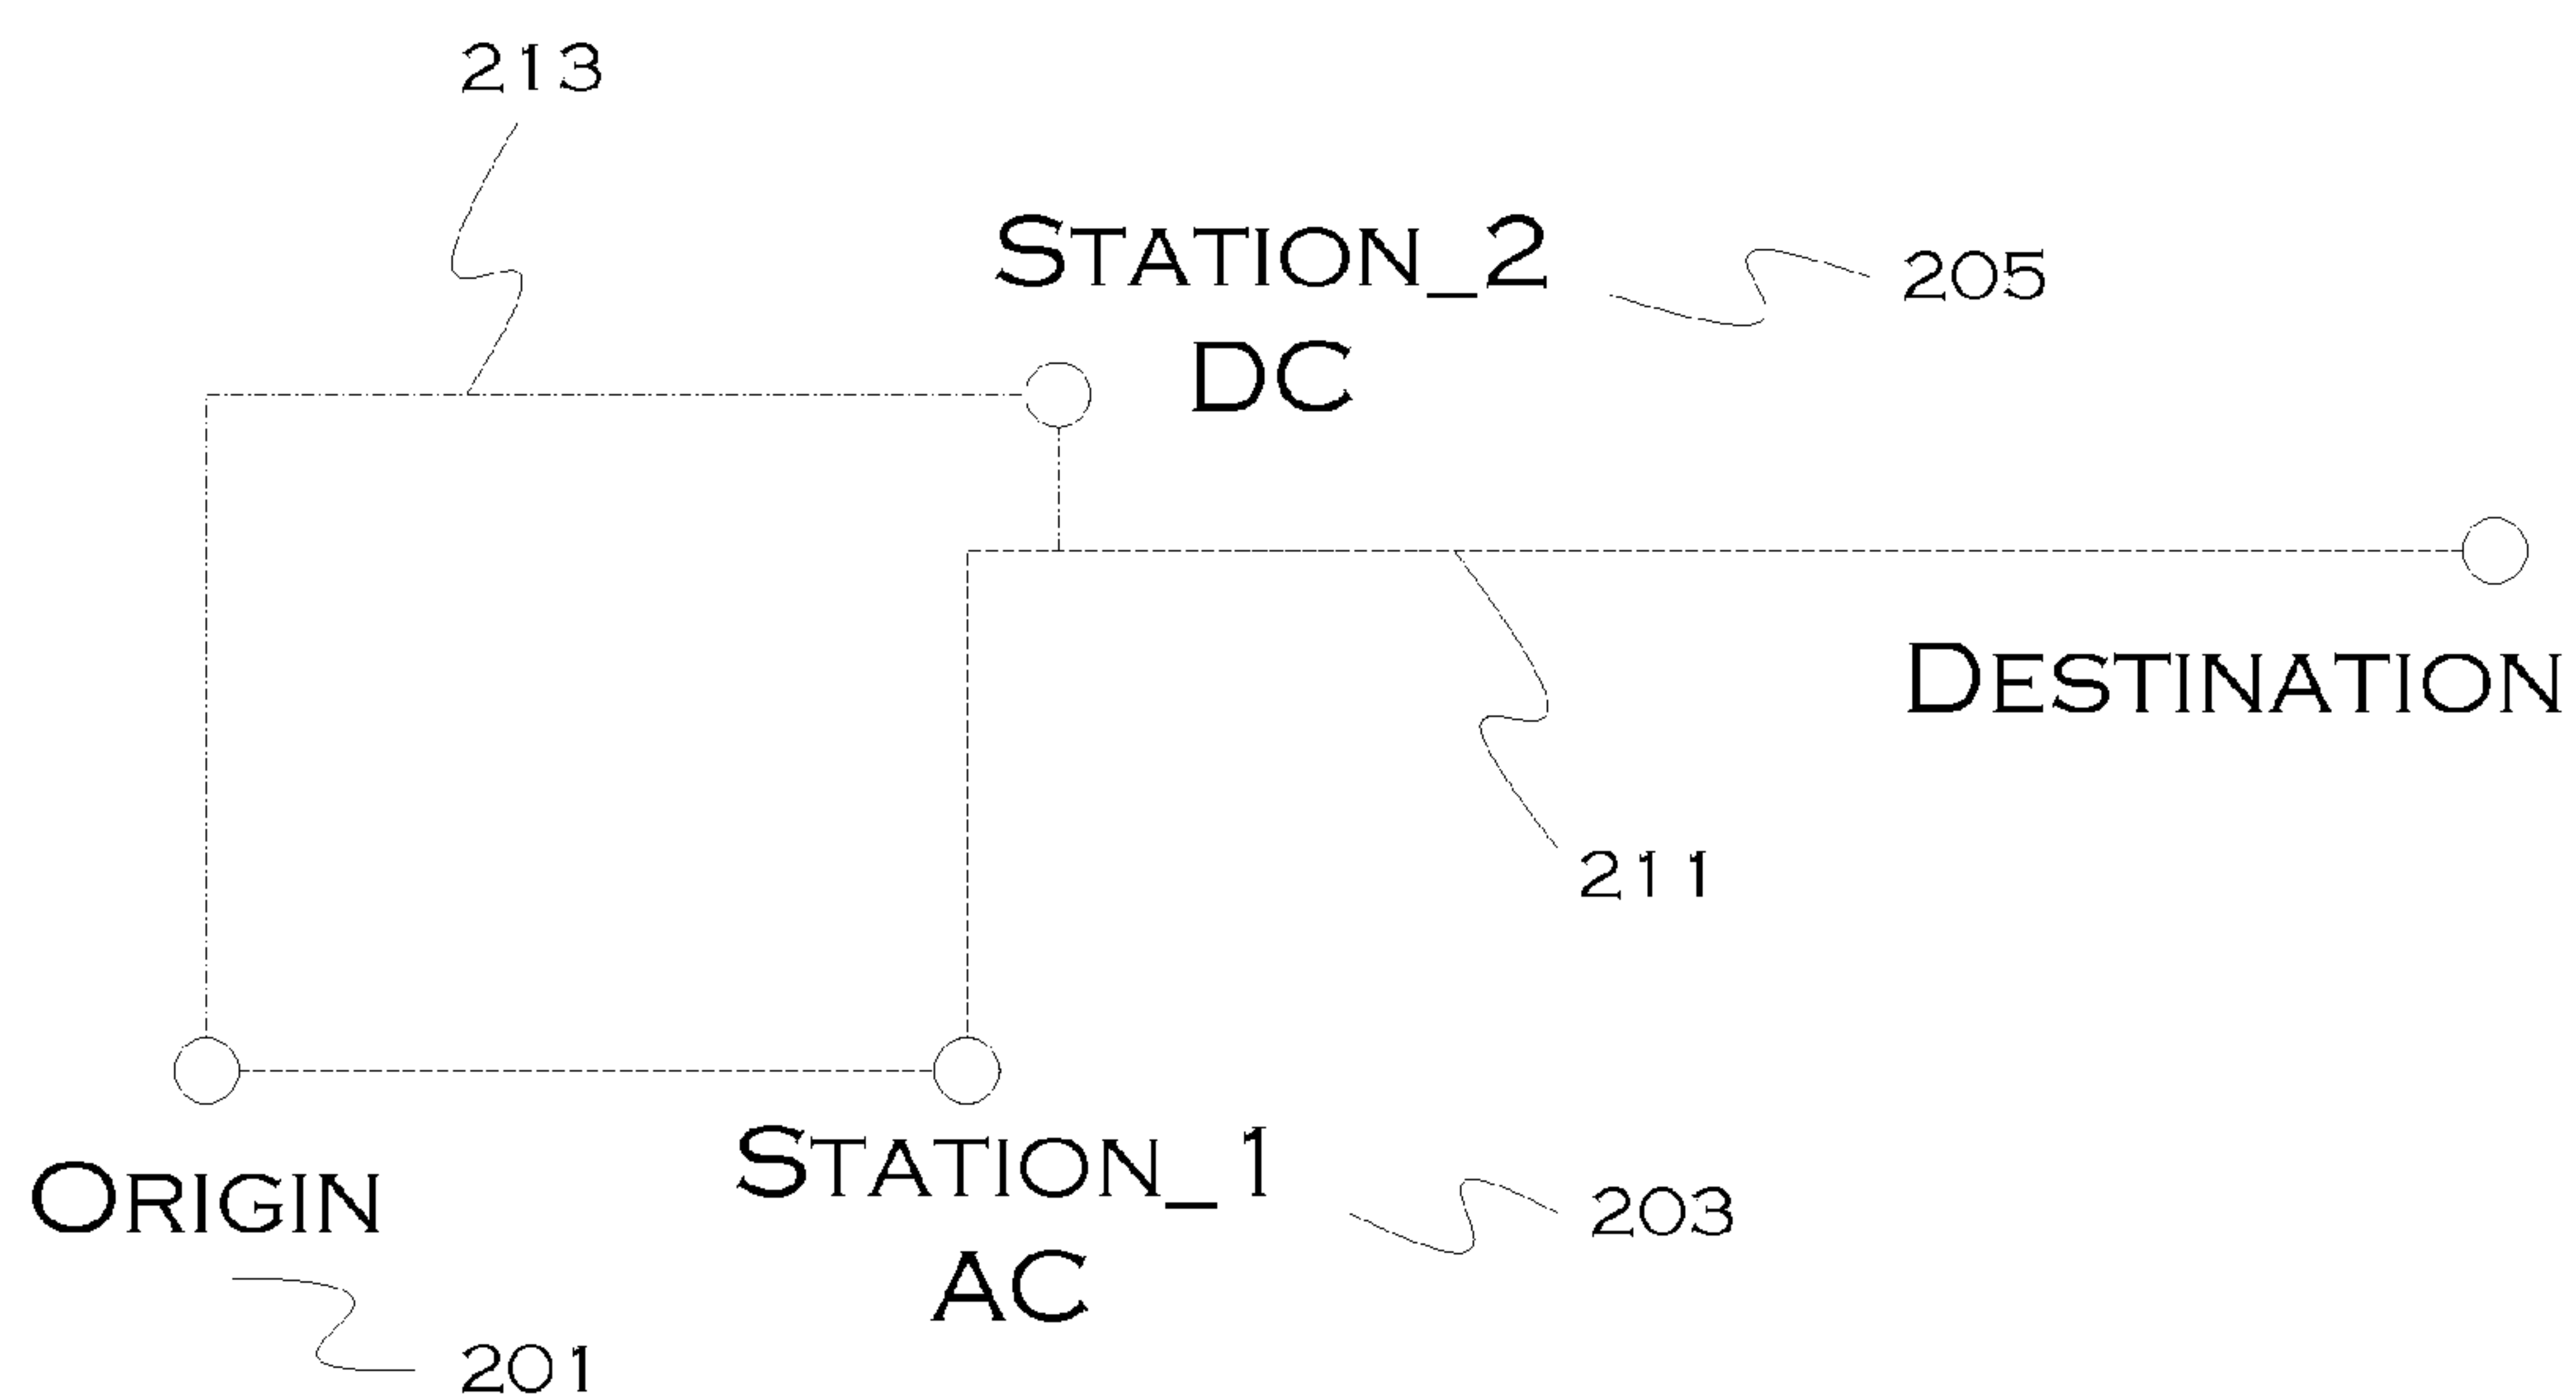 213
STATION_2
205
DC
DESTINATION
211
STATION_1
ORIGIN
203
AC
201